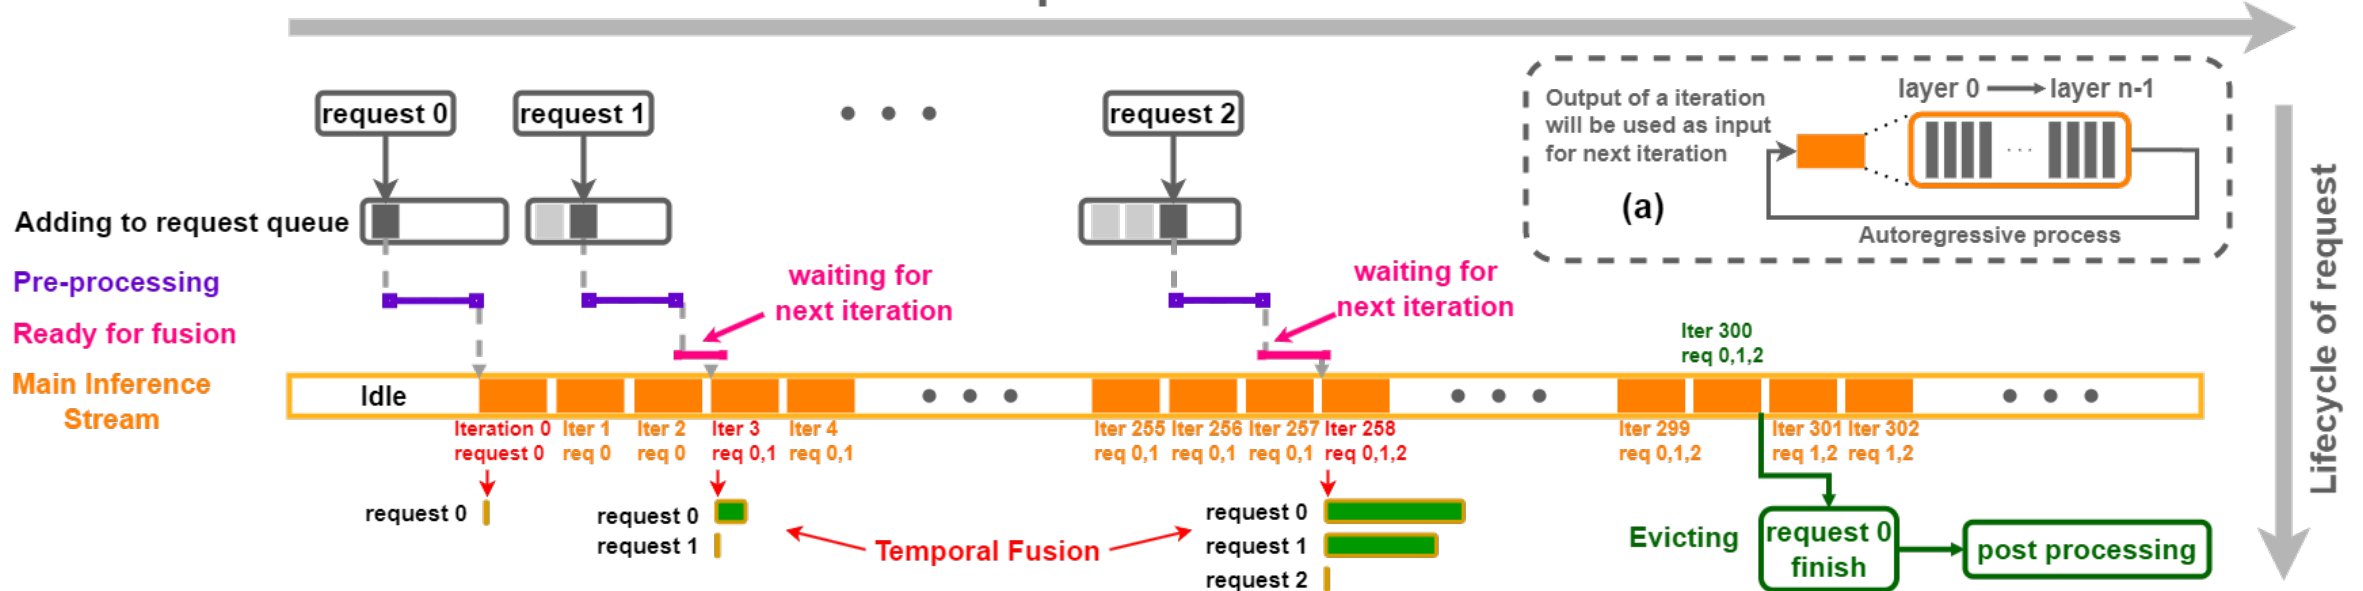 request 0
request 1
request 2
Output of a iteration
will be used as input
for next iteration
layer 0
layer n-1
(a)
Autoregressive process
Lifecycle of request
Adding to request queue
Pre-processing
Ready for fusion
waiting for
next iteration
waiting for
next iteration
Main Inference
Stream
Idle
Iter 300
req 0,1,2
Iteration 0
request 0
Iter 1
req 0
Iter 2
req 0
Iter 3
req 0,1
Iter 4
req 0,1
Iter 255
req 0,1
Iter 256
req 0,1
Iter 257
req 0,1
Iter 258
req 0,1,2
Iter 299
req 0,1,2
Iter 301
req 1,2
Iter 302
req 1,2
request 0
request 0
request 1
Temporal Fusion
request 0
request 1
request 2
Evicting
request 0
finish
post processing